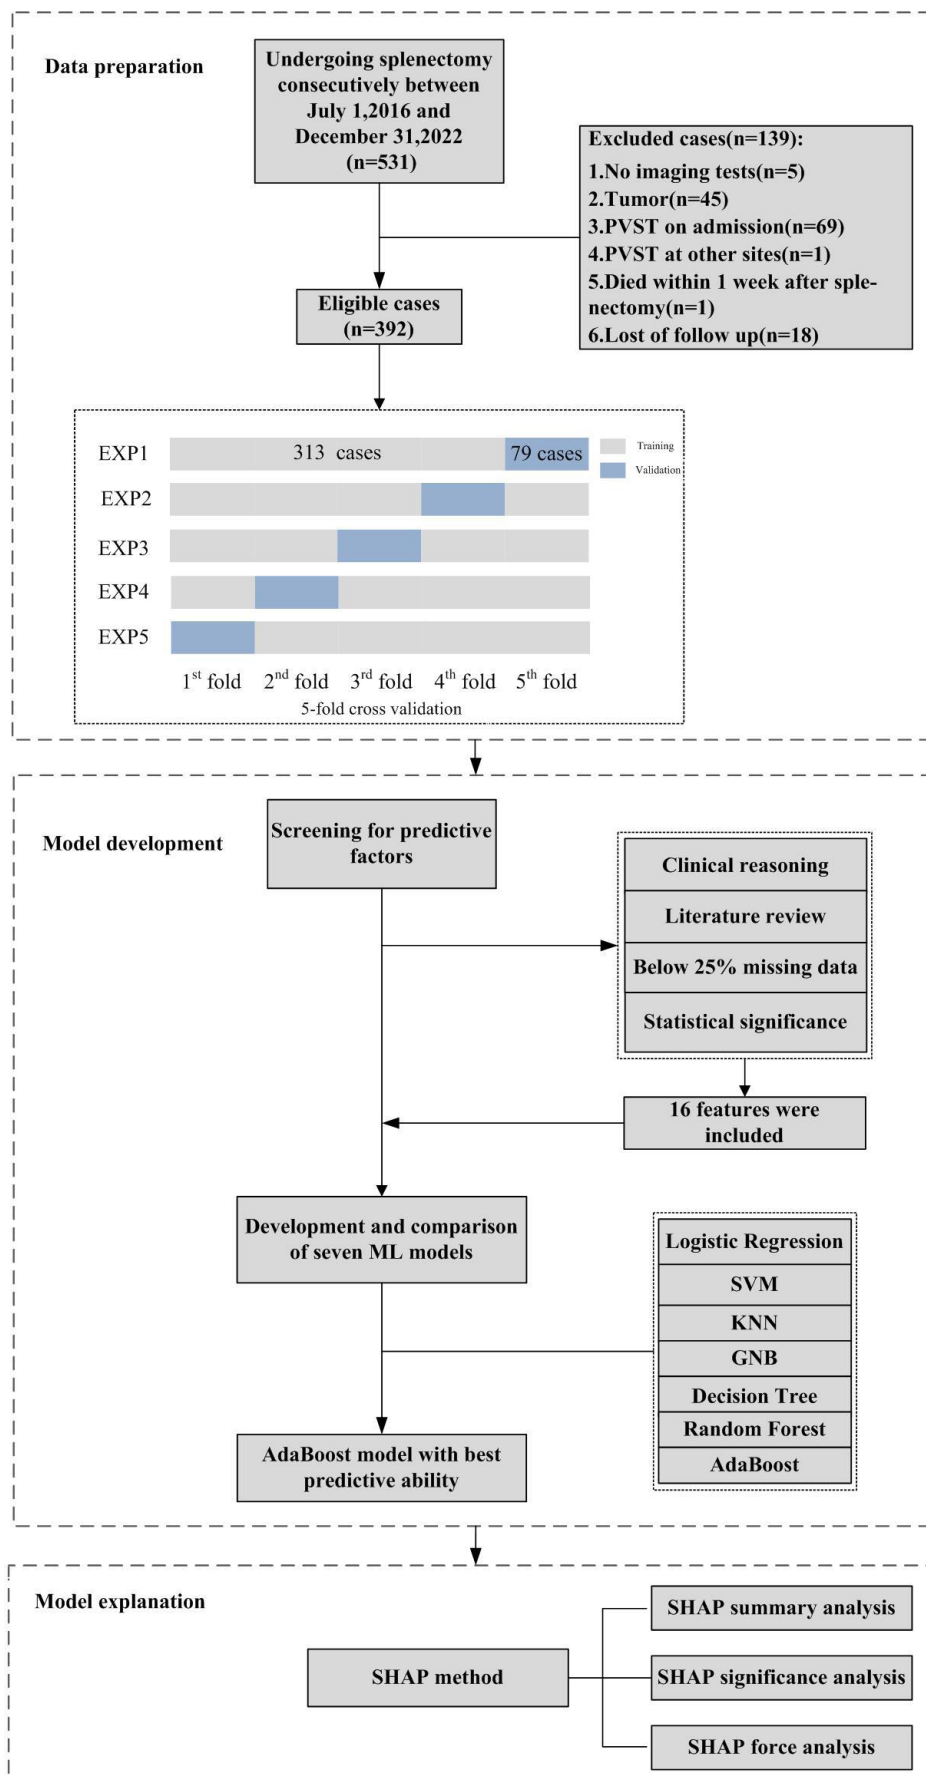 Data preparation
Undergoing splenectomy
consecutively between
July 1,2016 and
December 31,2022
(n=531)
Excluded cases(n=139):
1.No imaging tests(n=5)
2.Tumor(n=45)
3.PVST on admission(n=69)
4.PVST at other sites(n=1)
5.Died within 1 week after sple-
nectomy(n=1)
6.Lost of follow up(n=18)
Eligible cases
(n=392)
EXP1
313 cases
79 cases
Training
Validation
EXP2
EXP3
EXP4
EXP5
1st fold
2nd fold
3rd fold
4th fold
5th fold
5-fold cross validation
Model development
Screening for predictive
factors
Clinical reasoning
Literature review
Below 25% missing data
Statistical significance
16 features were
included
Development and comparison
of seven ML models
Logistic Regression
SVM
KNN
GNB
Decision Tree
Random Forest
AdaBoost
AdaBoost model with best
predictive ability
Model explanation
SHAP method
SHAP summary analysis
SHAP significance analysis
SHAP force analysis